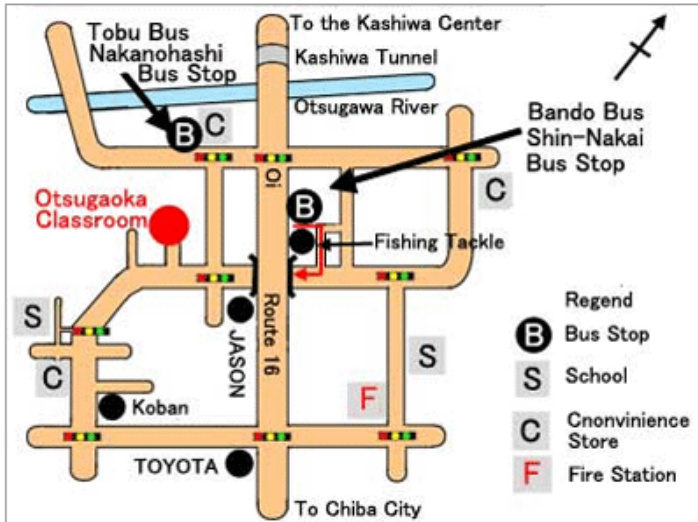 To the Kashiwa Center
Tobu Bus
Nakanohashi
Bus Stop
Kashiwa Tunnel
Otsugawa River
B
C
Bando Bus
Shin-Nakai
Bus Stop
Oi
C
Otsugaoka
Classroom
B
Fishing Tackle
Route 16
JASON
S
C
Koban
S
F
TOYOTA
To Chiba City
Regend
B Bus Stop
S School
C Cnonvinience
Store
F Fire Station